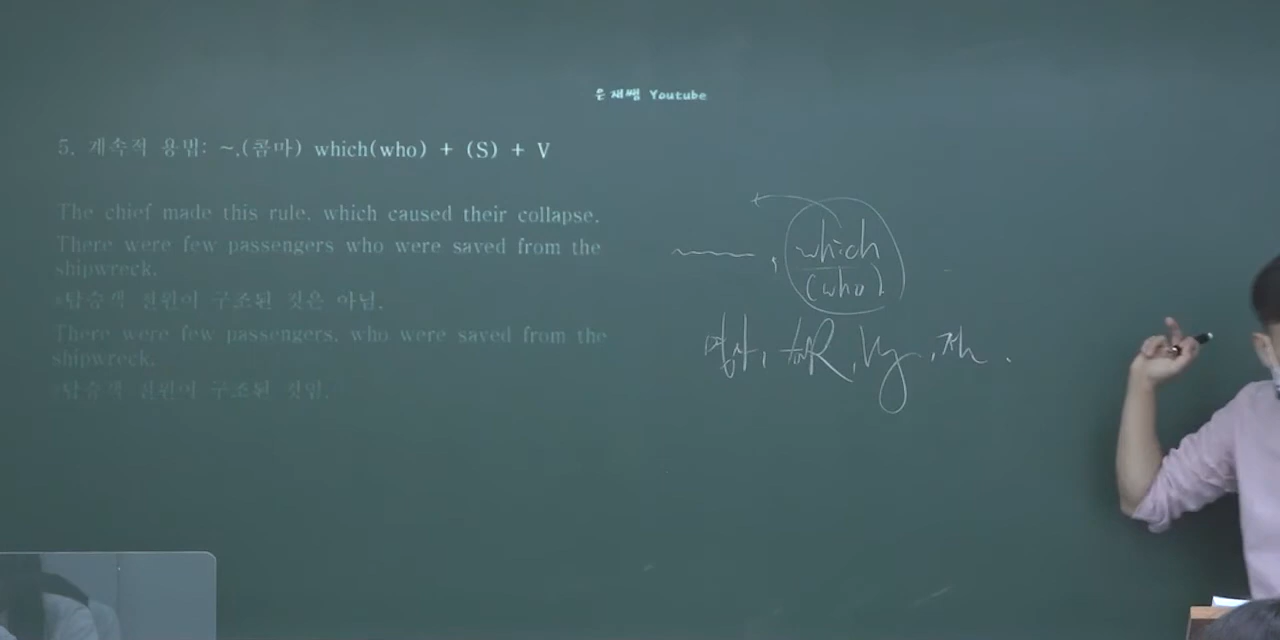 은재쌤 Youtube
5. 계속적 용법: ~,(콤마) which(who) + (S) + V
The chief made this rule, which caused their collapse.
There were few passengers who were saved from the
shipwreck.
*탑승객 전원이 구조된 것은 아님.
There were few passengers, who were saved from the
shipwreck.
*탑승객 전원이 구조된 것임.
, which
(who)